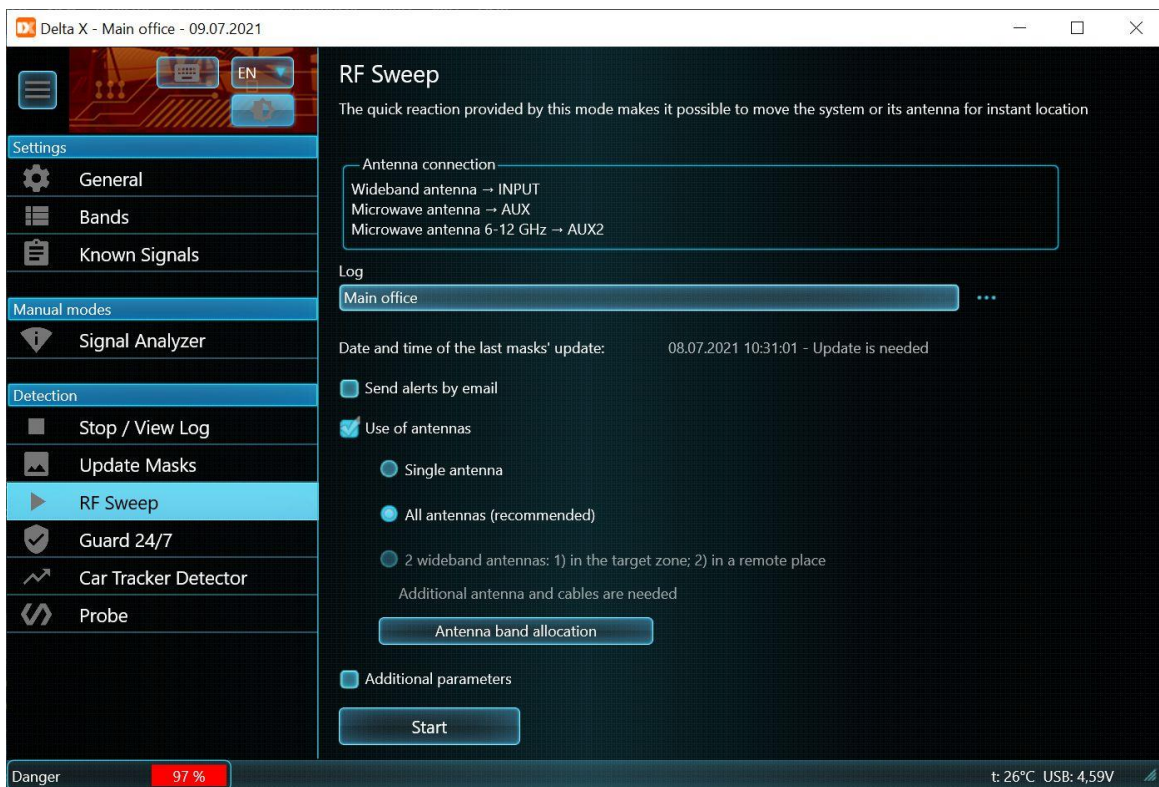 DX Delta X - Main office - 09.07.2021
EN
Settings
General
Bands
Known Signals
Manual modes
Signal Analyzer
Detection
Stop / View Log
Update Masks
RF Sweep
Guard 24/7
Car Tracker Detector
Probe
RF Sweep
The quick reaction provided by this mode makes it possible to move the system or its antenna for instant location
Antenna connection
Wideband antenna → INPUT
Microwave antenna → AUX
Microwave antenna 6-12 GHz → AUX2
Log
Main office
Date and time of the last masks' update: 08.07.2021 10:31:01 - Update is needed
Send alerts by email
Use of antennas
Single antenna
All antennas (recommended)
2 wideband antennas: 1) in the target zone; 2) in a remote place
Additional antenna and cables are needed
Antenna band allocation
Additional parameters
Start
Danger 97 %
t: 26°C USB: 4,59V